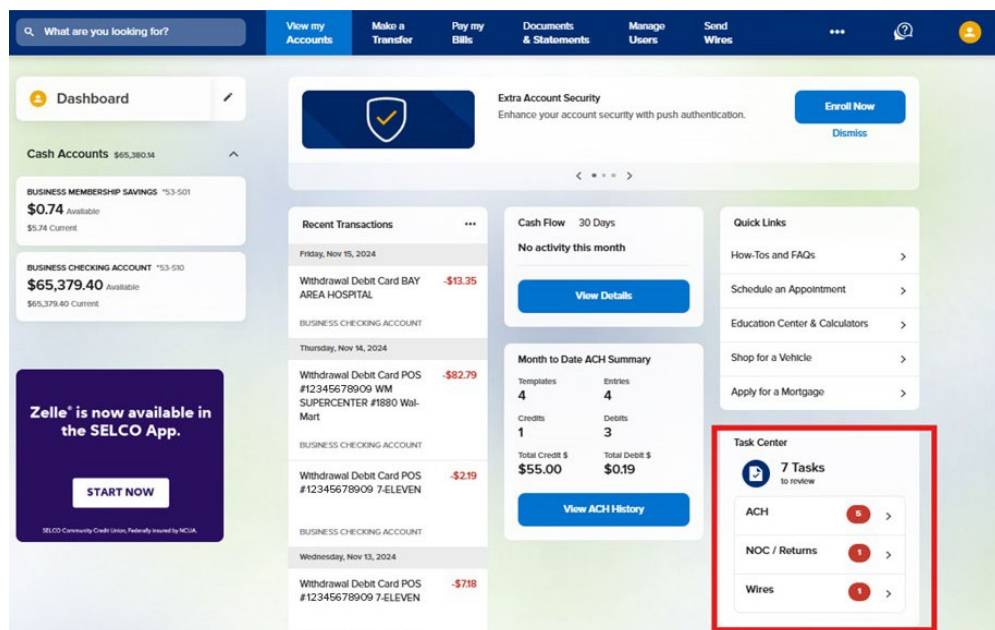 What are you looking for?
View my
Accounts
Make a
Transfer
Pay my
Bills
Documents
& Statements
Manage
Users
Send
Wires
Dashboard
Cash Accounts $65,380.14
BUSINESS MEMBERSHIP SAVINGS *53-S01
$0.74 Available
$5.74 Current
BUSINESS CHECKING ACCOUNT *53-S10
$65,379.40 Available
$65,379.40 Current
Zelle® is now available in
the SELCO App.
START NOW
SELCO Community Credit Union, Federally insured by NCUA.
Extra Account Security
Enhance your account security with push authentication.
Enroll Now
Dismiss
Recent Transactions
Friday, Nov 15, 2024
Withdrawal Debit Card BAY -$13.35
AREA HOSPITAL
BUSINESS CHECKING ACCOUNT
Thursday, Nov 14, 2024
Withdrawal Debit Card POS -$82.79
#12345678909 WM
SUPERCENTER #1880 Wal-
Mart
BUSINESS CHECKING ACCOUNT
Withdrawal Debit Card POS -$2.19
#12345678909 7-ELEVEN
BUSINESS CHECKING ACCOUNT
Wednesday, Nov 13, 2024
Withdrawal Debit Card POS -$7.18
#12345678909 7-ELEVEN
Cash Flow 30 Days
No activity this month
View Details
Month to Date ACH Summary
Templates Entries
4 4
Credits Debits
1 3
Total Credit $ Total Debit $
$55.00 $0.19
View ACH History
Quick Links
How-Tos and FAQs
Schedule an Appointment
Education Center & Calculators
Shop for a Vehicle
Apply for a Mortgage
Task Center
7 Tasks
to review
ACH 5
NOC / Returns 1
Wires 1